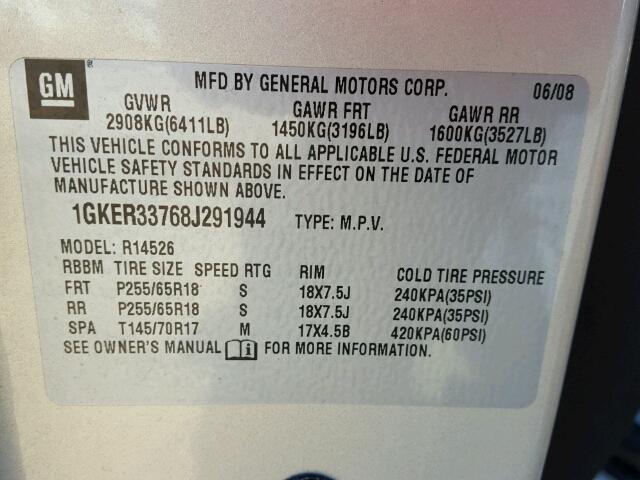 GM ®
MFD BY GENERAL MOTORS CORP. 06/08
GVWR GAWR FRT GAWR RR
2908KG(6411LB) 1450KG(3196LB) 1600KG(3527LB)
THIS VEHICLE CONFORMS TO ALL APPLICABLE U.S. FEDERAL MOTOR
VEHICLE SAFETY STANDARDS IN EFFECT ON THE DATE OF
MANUFACTURE SHOWN ABOVE.
1GKER33768J291944 TYPE: M.P.V.
MODEL: R14526
RBBM TIRE SIZE SPEED RTG RIM COLD TIRE PRESSURE
FRT P255/65R18 S 18X7.5J 240KPA(35PSI)
RR P255/65R18 S 18X7.5J 240KPA(35PSI)
SPA T145/70R17 M 17X4.5B 420KPA(60PSI)
SEE OWNER'S MANUAL i FOR MORE INFORMATION.